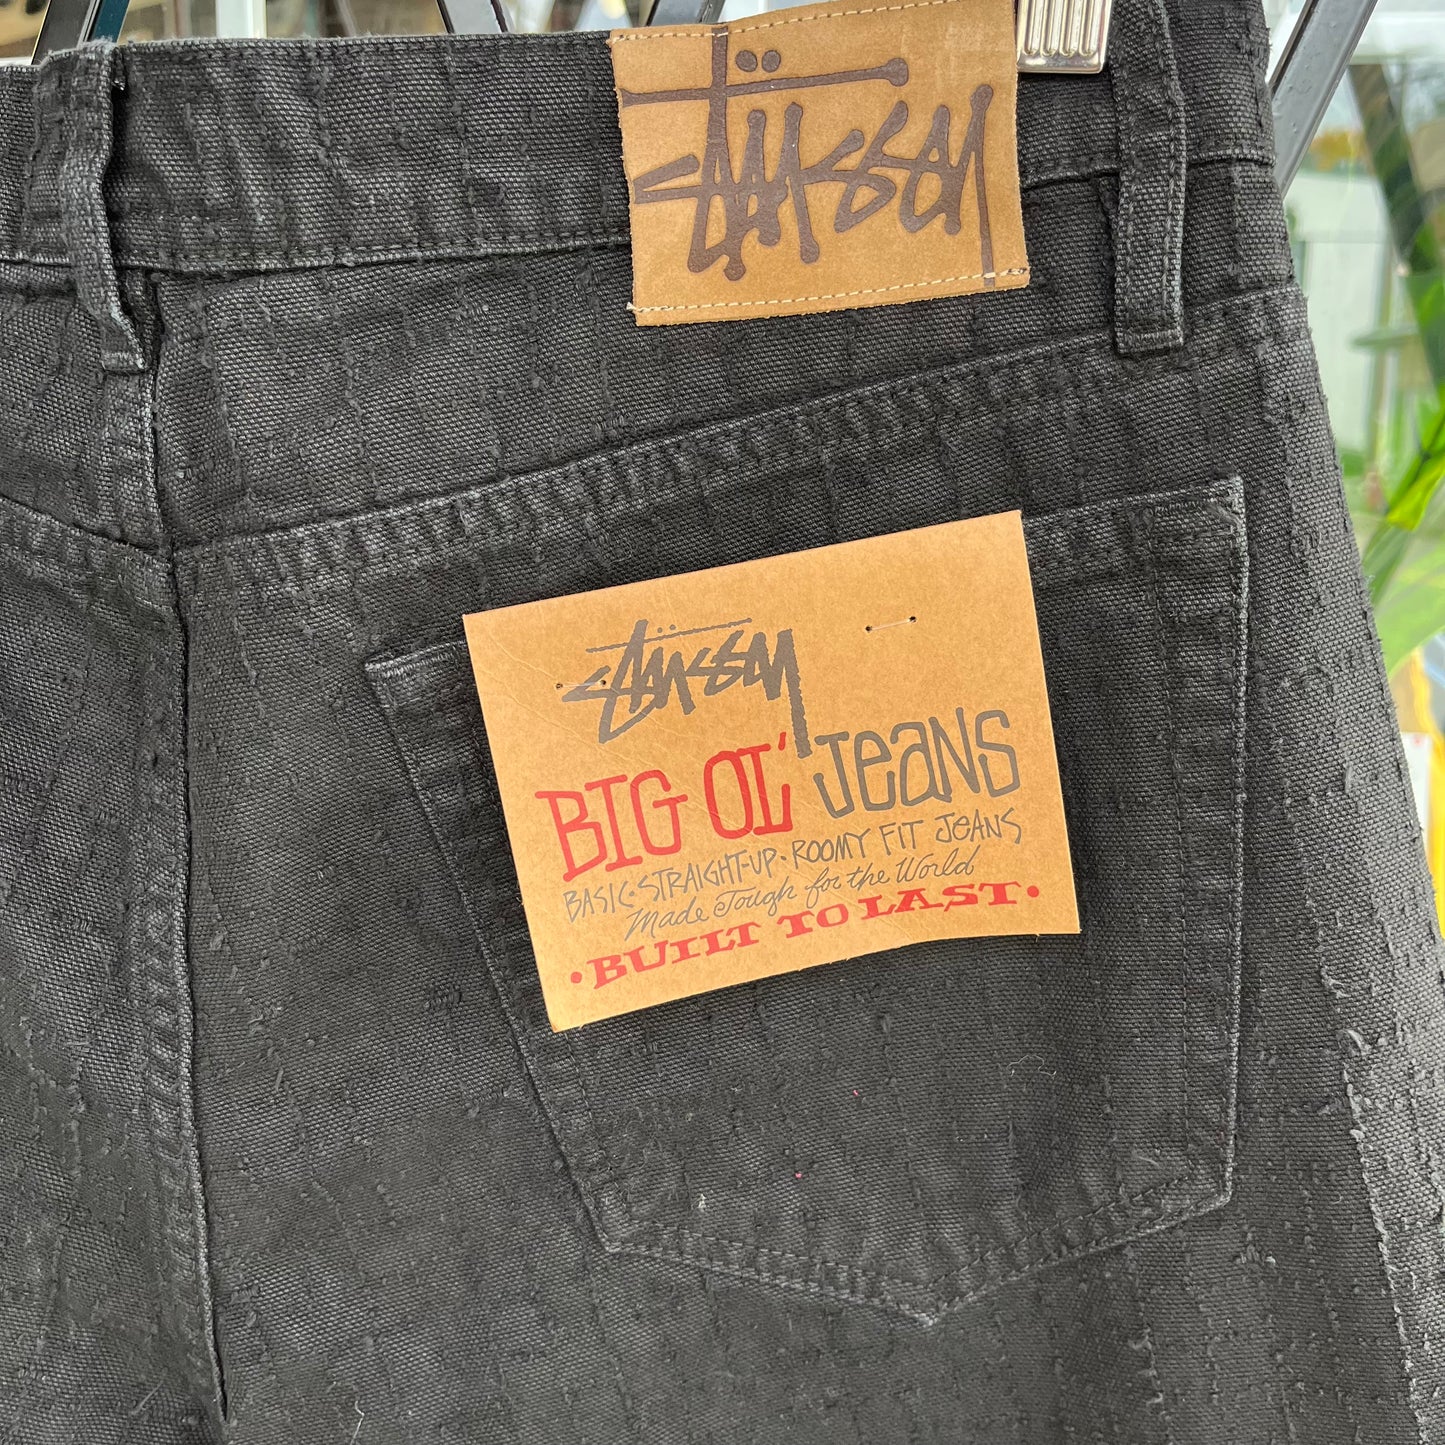 Stüssy
Stüssy
BIG OL' JEANS
BASIC·STRAIGHT-UP·ROOMY FIT JEANS
Made Tough for the World
•BUILT TO LAST•